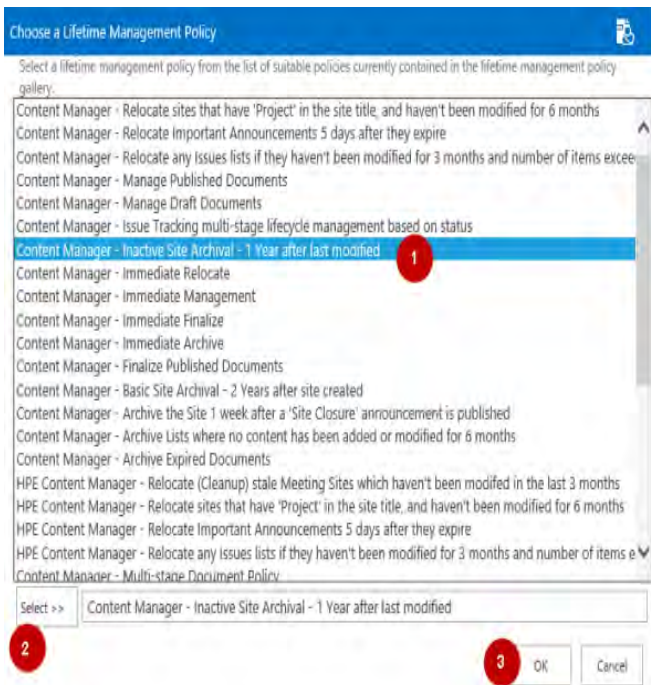 Choose a Lifetime Management Policy
Select a lifetime management policy from the list of suitable policies currently contained in the lifetime management policy
gallery.
Content Manager - Relocate sites that have 'Project' in the site title, and haven't been modified for 6 months
Content Manager - Relocate Important Announcements 5 days after they expire
Content Manager - Relocate any Issues lists if they haven't been modified for 3 months and number of items excee
Content Manager - Manage Published Documents
Content Manager - Manage Draft Documents
Content Manager - Issue Tracking multi-stage lifecycle management based on status
Content Manager - Inactive Site Archival - 1 Year after last modified
1
Content Manager - Immediate Relocate
Content Manager - Immediate Management
Content Manager - Immediate Finalize
Content Manager - Immediate Archive
Content Manager - Finalize Published Documents
Content Manager - Basic Site Archival - 2 Years after site created
Content Manager - Archive the Site 1 week after a 'Site Closure' announcement is published
Content Manager - Archive Lists where no content has been added or modified for 6 months
Content Manager - Archive Expired Documents
HPE Content Manager - Relocate (Cleanup) stale Meeting Sites which haven't been modifed in the last 3 months
HPE Content Manager - Relocate sites that have 'Project' in the site title, and haven't been modified for 6 months
HPE Content Manager - Relocate Important Announcements 5 days after they expire
HPE Content Manager - Relocate any Issues lists if they haven't been modified for 3 months and number of items e
Content Manager - Multi-stage Document Policy
Select >> Content Manager - Inactive Site Archival - 1 Year after last modified
2
3 OK Cancel